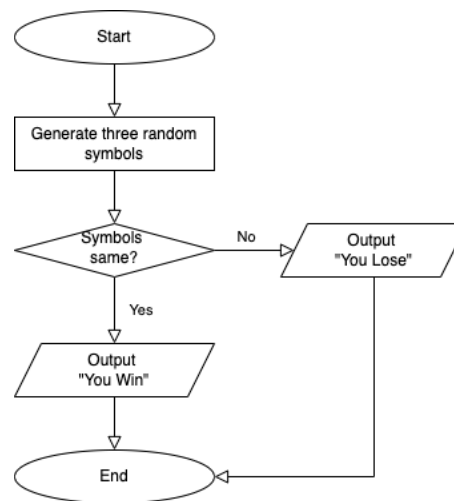 Start
Generate three random
symbols
Symbols
same?
No
Output
"You Lose"
Yes
Output
"You Win"
End